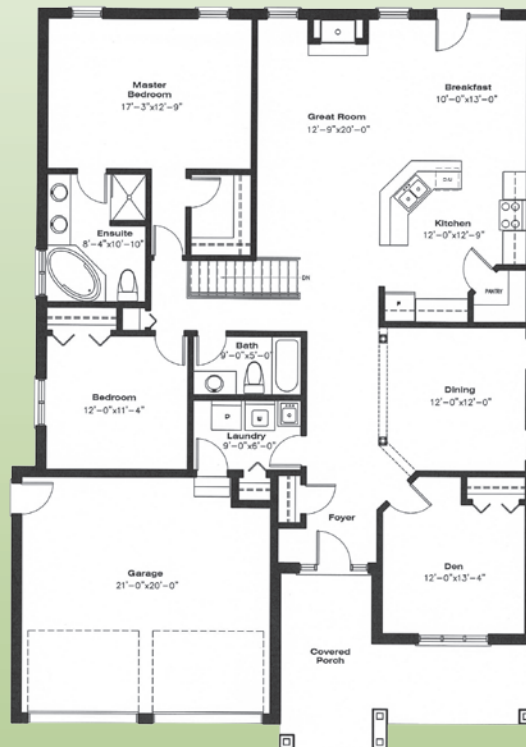 Master
Bedroom
17'-3"x12'-9"
Great Room
12'-9"x20'-0"
Breakfast
10'-0"x13'-0"
Kitchen
12'-0"x12'-9"
Ensuite
8'-4"x10'-10"
DN
PANTRY
F
Bath
9'-0"x5'-0"
Bedroom
12'-0"x11'-4"
Dining
12'-0"x12'-0"
Laundry
9'-0"x6'-0"
Foyer
Den
12'-0"x13'-4"
Garage
21'-0"x20'-0"
Covered
Porch